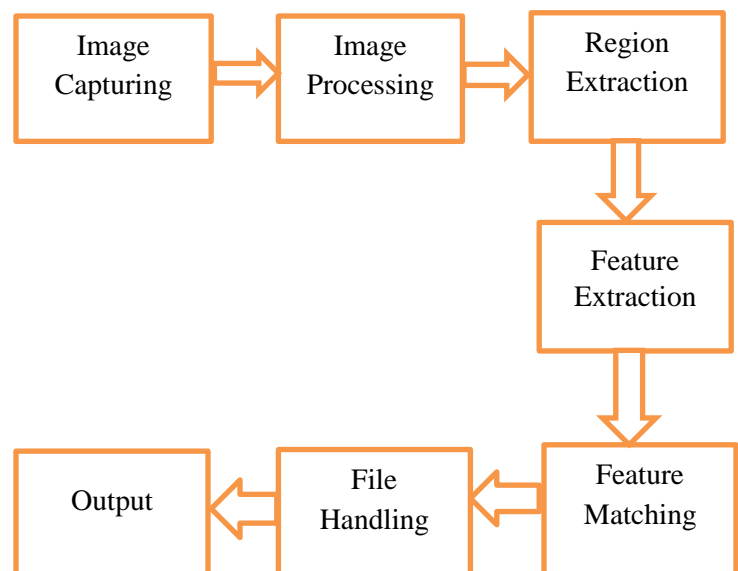 Image
Capturing
Image
Processing
Region
Extraction
Feature
Extraction
Feature
Matching
File
Handling
Output